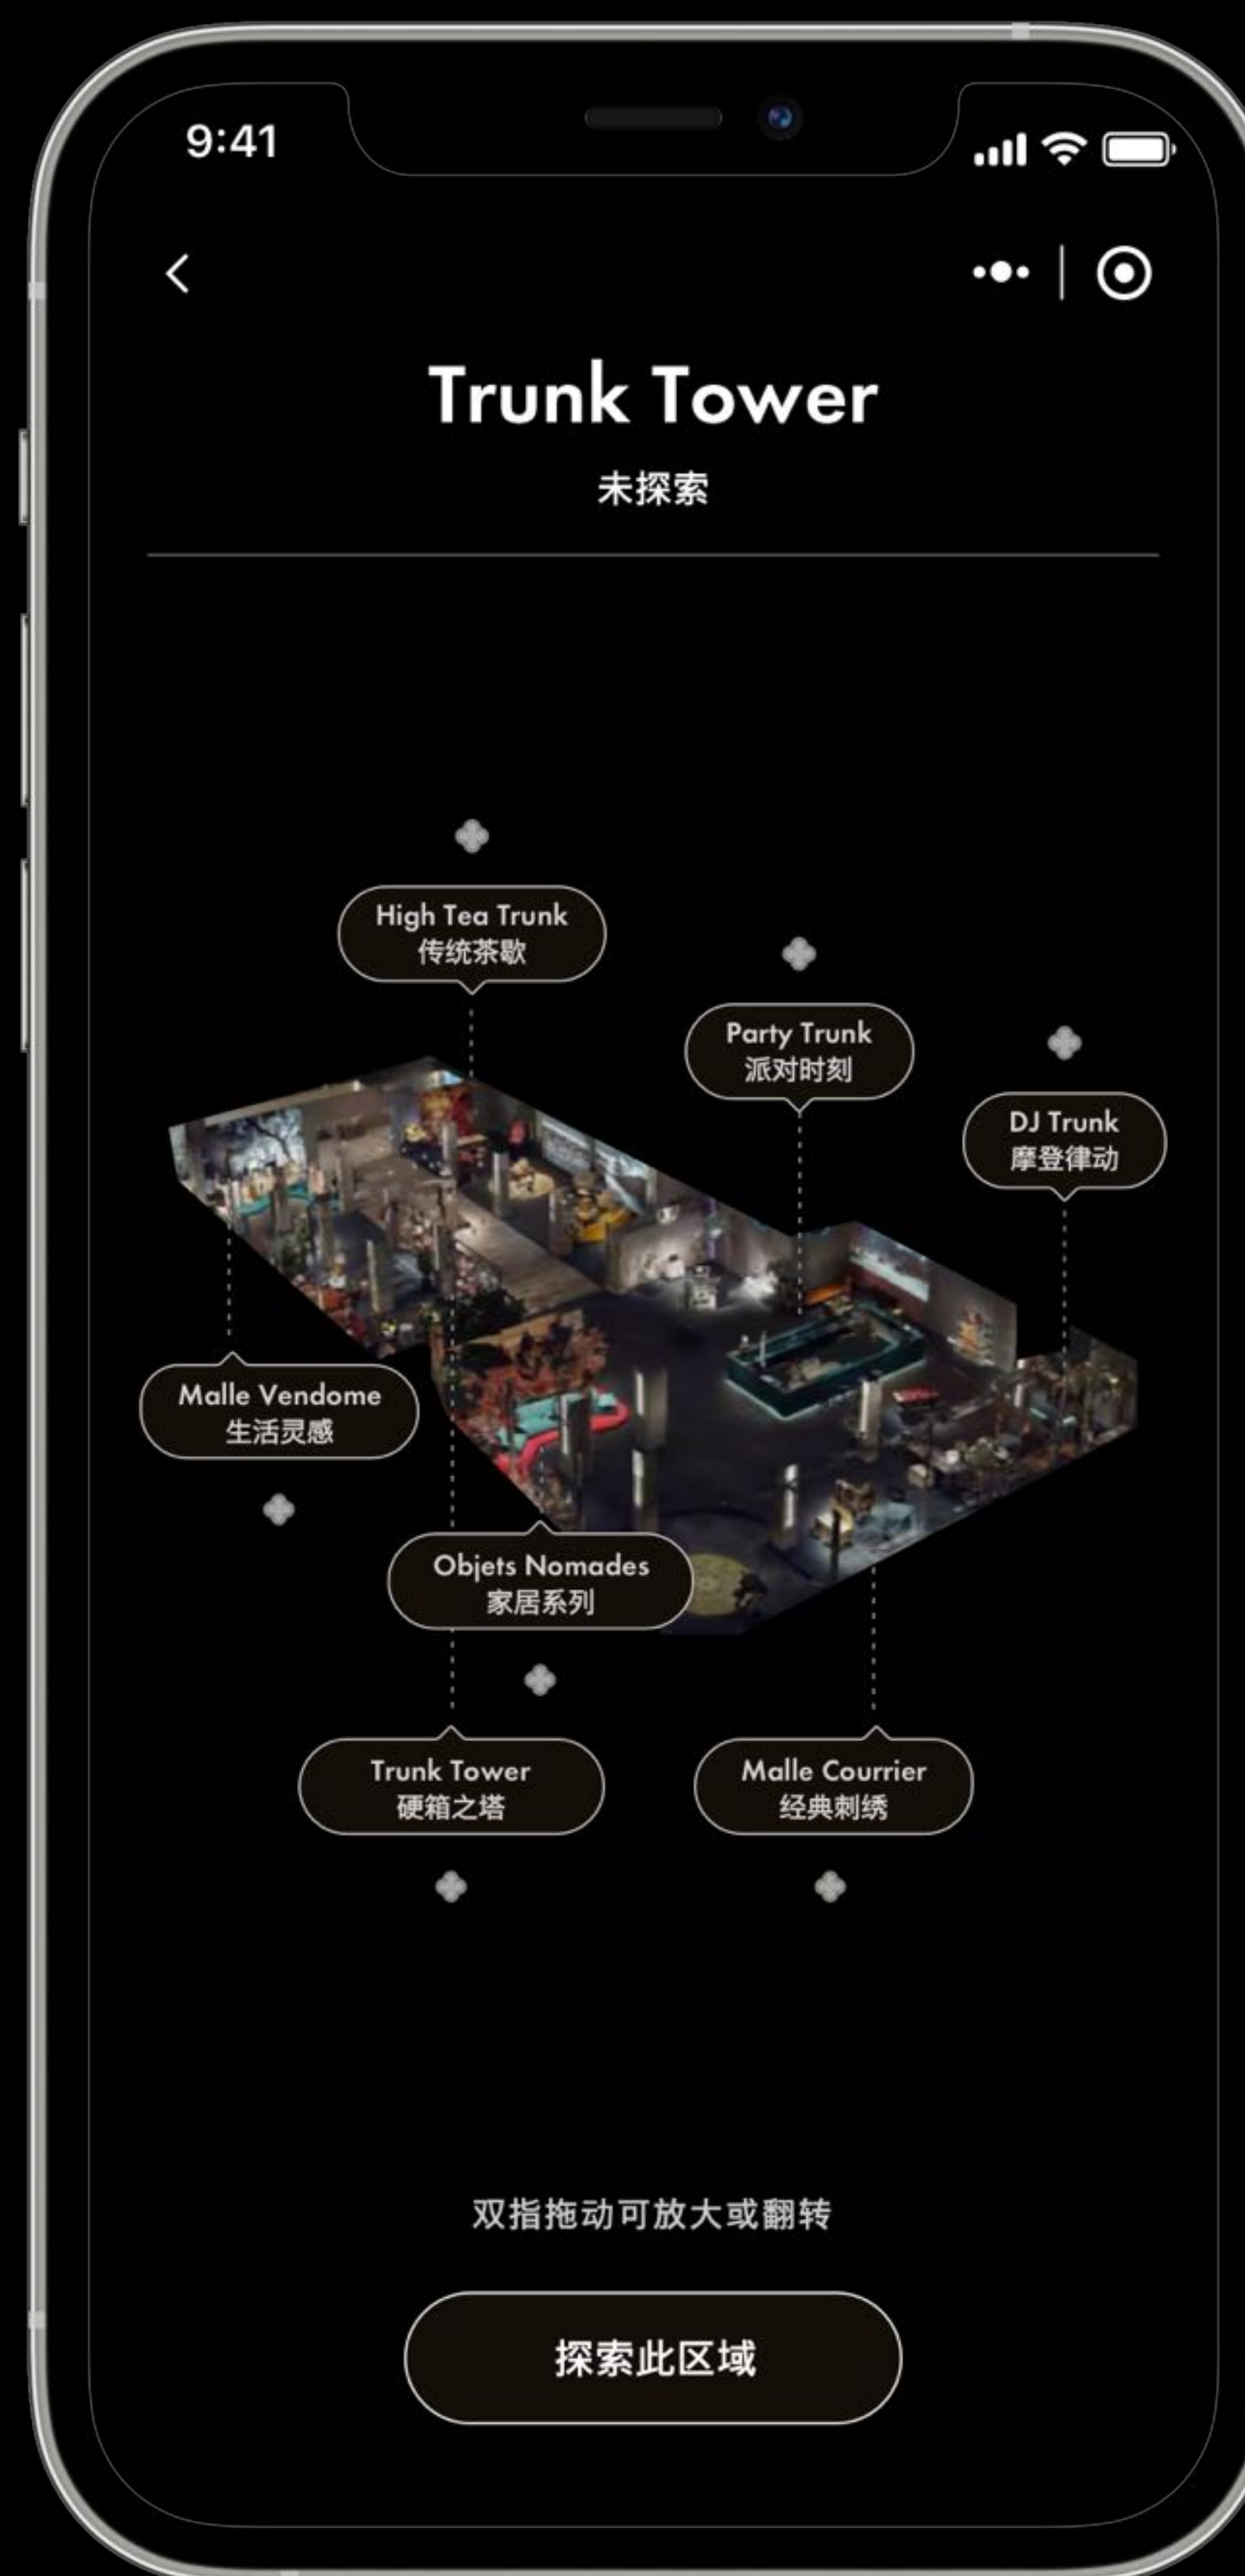 9:41
Trunk Tower
未探索
High Tea Trunk
传统茶歇
Party Trunk
派对时刻
DJ Trunk
摩登律动
Malle Vendome
生活灵感
Objets Nomades
家居系列
Trunk Tower
硬箱之塔
Malle Courrier
经典刺绣
双指拖动可放大或翻转
探索此区域